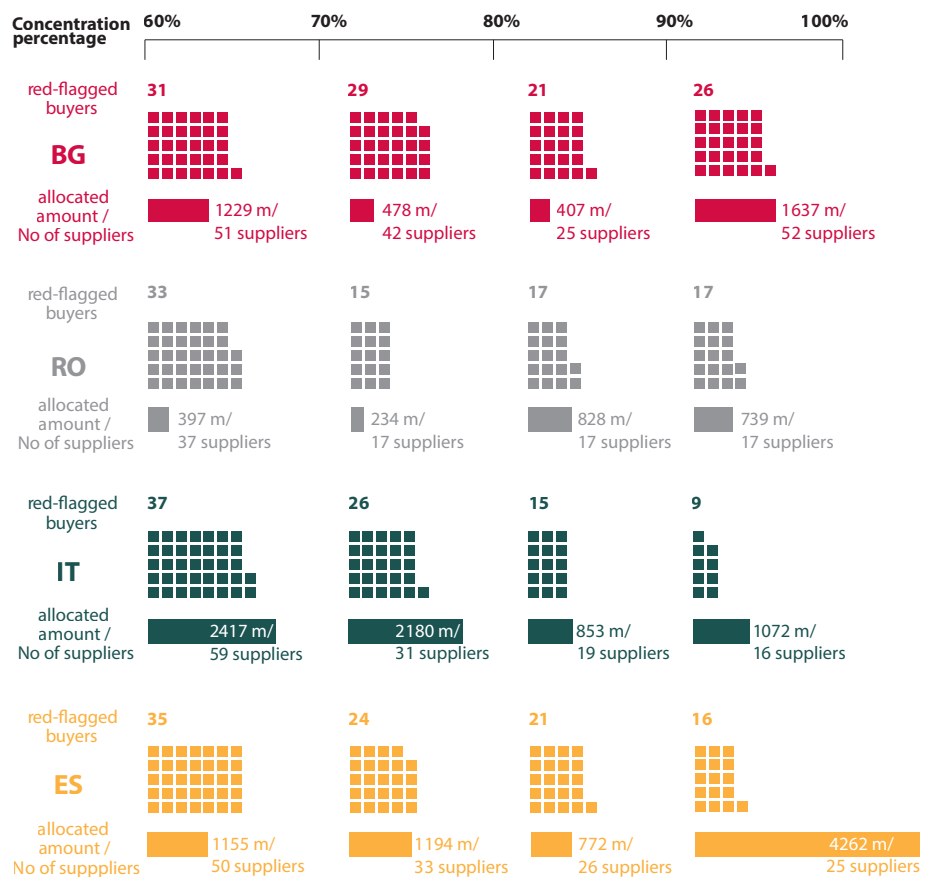 Concentration
percentage
60% 70% 80% 90% 100%
red-flagged
buyers
31 29 21 26
BG
allocated
amount /
No of suppliers
1229 m/ 478 m/ 407 m/ 1637 m/
51 suppliers 42 suppliers 25 suppliers 52 suppliers
red-flagged
buyers
33 15 17 17
RO
allocated
amount /
No of suppliers
397 m/ 234 m/ 828 m/ 739 m/
37 suppliers 17 suppliers 17 suppliers 17 suppliers
red-flagged
buyers
37 26 15 9
IT
allocated
amount /
No of suppliers
2417 m/ 2180 m/ 853 m/ 1072 m/
59 suppliers 31 suppliers 19 suppliers 16 suppliers
red-flagged
buyers
35 24 21 16
ES
allocated
amount /
No of supppliers
1155 m/ 1194 m/ 772 m/ 4262 m/
50 suppliers 33 suppliers 26 suppliers 25 suppliers